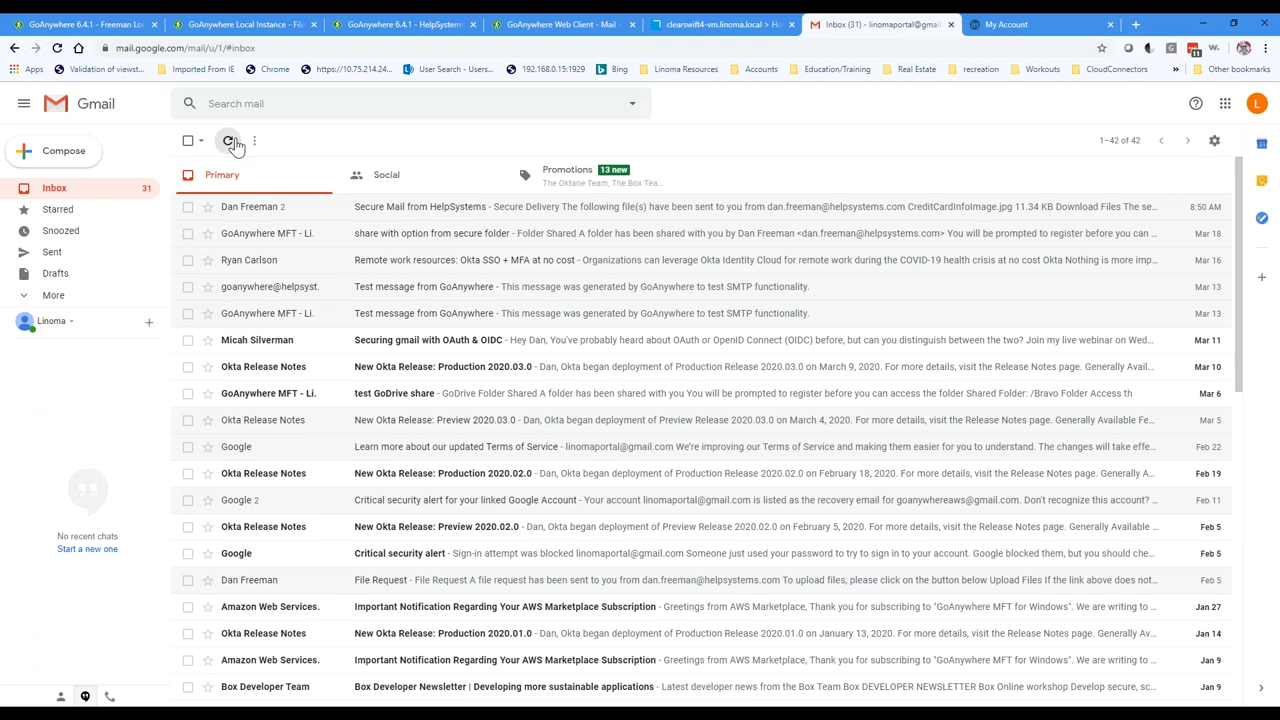 GoAnywhere 6.4.1 - Freeman Lo
GoAnywhere Local Instance - File
GoAnywhere 6.4.1 - HelpSystems
GoAnywhere Web Client - Mail -
clearswift4-vm.linoma.local > Ho
Inbox (31) - linomaportal@gmail
My Account
mail.google.com/mail/u/1/#inbox
Apps
Validation of viewst...
Imported From IE
Chrome
https://10.75.214.24...
User Search - Users...
192.168.0.15:1929
Bing
Linoma Resources
Accounts
Education/Training
Real Estate
recreation
Workouts
CloudConnectors
»
Other bookmarks
Gmail
Search mail
L
Compose
1–42 of 42
Inbox 31
Starred
Snoozed
Sent
Drafts
More
Linoma
No recent chats
Start a new one
Primary
Social
Promotions 13 new
The Oktane Team, The Box Tea...
Dan Freeman 2 Secure Mail from HelpSystems - Secure Delivery The following file(s) have been sent to you from dan.freeman@helpsystems.com CreditCardInfoImage.jpg 11.34 KB Download Files The se... 8:50 AM
GoAnywhere MFT - Li. share with option from secure folder - Folder Shared A folder has been shared with you by Dan Freeman <dan.freeman@helpsystems.com> You will be prompted to register before you can ... Mar 18
Ryan Carlson Remote work resources: Okta SSO + MFA at no cost - Organizations can leverage Okta Identity Cloud for remote work during the COVID-19 health crisis at no cost Okta Nothing is more imp... Mar 16
goanywhere@helpsyst. Test message from GoAnywhere - This message was generated by GoAnywhere to test SMTP functionality. Mar 13
GoAnywhere MFT - Li. Test message from GoAnywhere - This message was generated by GoAnywhere to test SMTP functionality. Mar 13
Micah Silverman Securing gmail with OAuth & OIDC - Hey Dan, You've probably heard about OAuth or OpenID Connect (OIDC) before, but can you distinguish between the two? Join my live webinar on Wed... Mar 11
Okta Release Notes New Okta Release: Production 2020.03.0 - Dan, Okta began deployment of Production Release 2020.03.0 on March 9, 2020. For more details, visit the Release Notes page. Generally Avail... Mar 10
GoAnywhere MFT - Li. test GoDrive share - GoDrive Folder Shared A folder has been shared with you You will be prompted to register before you can access the folder Shared Folder: /Bravo Folder Access th Mar 6
Okta Release Notes New Okta Release: Preview 2020.03.0 - Dan, Okta began deployment of Preview Release 2020.03.0 on March 4, 2020. For more details, visit the Release Notes page. Generally Available Fe... Mar 5
Google Learn more about our updated Terms of Service - linomaportal@gmail.com We're improving our Terms of Service and making them easier for you to understand. The changes will take effe... Feb 22
Okta Release Notes New Okta Release: Production 2020.02.0 - Dan, Okta began deployment of Production Release 2020.02.0 on February 18, 2020. For more details, visit the Release Notes page. Generally A... Feb 19
Google 2 Critical security alert for your linked Google Account - Your account linomaportal@gmail.com is listed as the recovery email for goanywhereaws@gmail.com. Don't recognize this account? ... Feb 11
Okta Release Notes New Okta Release: Preview 2020.02.0 - Dan, Okta began deployment of Preview Release 2020.02.0 on February 5, 2020. For more details, visit the Release Notes page. Generally Available ... Feb 5
Google Critical security alert - Sign-in attempt was blocked linomaportal@gmail.com Someone just used your password to try to sign in to your account. Google blocked them, but you should che... Feb 5
Dan Freeman File Request - File Request A file request has been sent to you from dan.freeman@helpsystems.com To upload files, please click on the button below Upload Files If the link above does not... Feb 5
Amazon Web Services. Important Notification Regarding Your AWS Marketplace Subscription - Greetings from AWS Marketplace, Thank you for subscribing to "GoAnywhere MFT for Windows". We are writing to ... Jan 27
Okta Release Notes New Okta Release: Production 2020.01.0 - Dan, Okta began deployment of Production Release 2020.01.0 on January 13, 2020. For more details, visit the Release Notes page. Generally Av... Jan 14
Amazon Web Services. Important Notification Regarding Your AWS Marketplace Subscription - Greetings from AWS Marketplace, Thank you for subscribing to "GoAnywhere MFT for Windows". We are writing to ... Jan 9
Box Developer Team Box Developer Newsletter | Developing more sustainable applications - Latest developer news from the Box Team Box DEVELOPER NEWSLETTER Box Online workshop Develop secure, sc... Jan 9